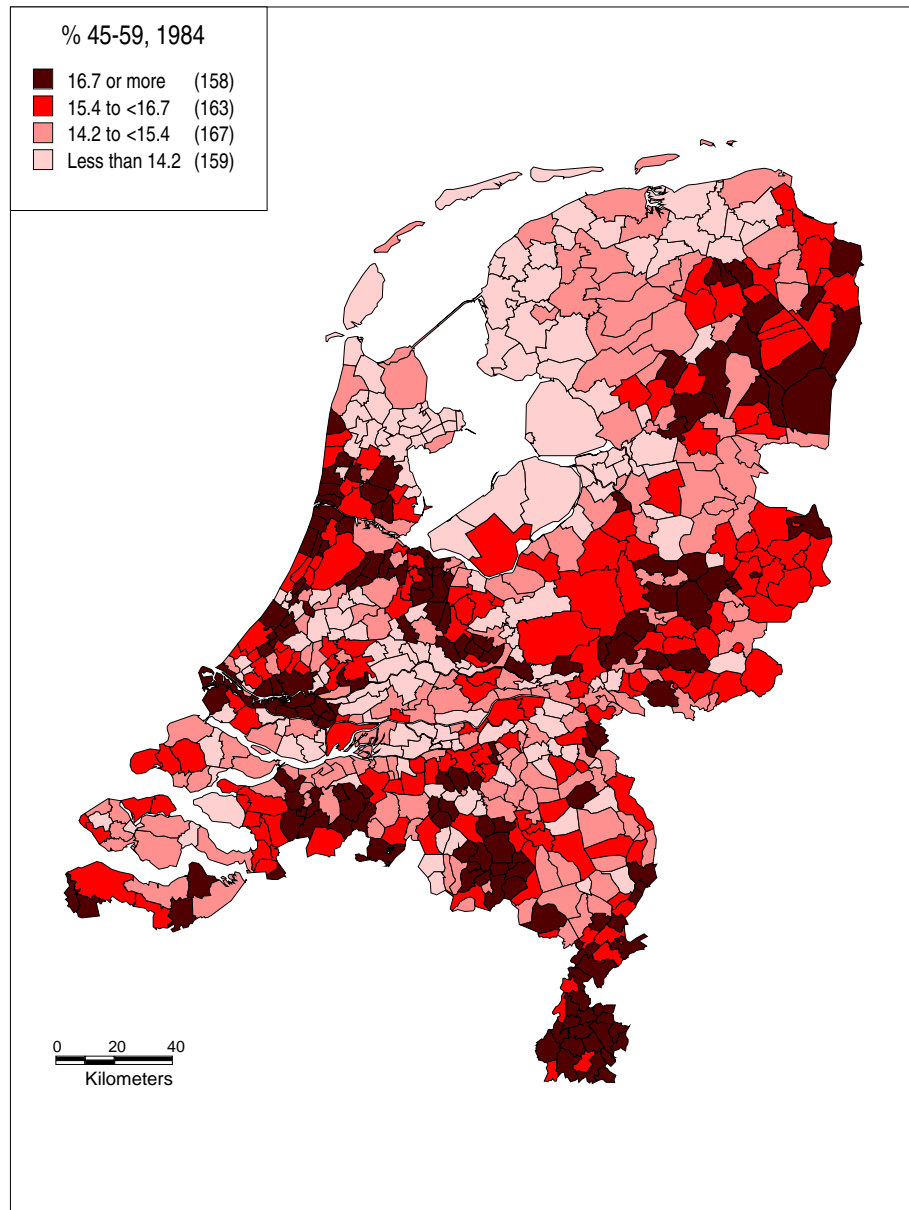 % 45-59, 1984
16.7 or more (158)
15.4 to <16.7 (163)
14.2 to <15.4 (167)
Less than 14.2 (159)
0 20 40
Kilometers